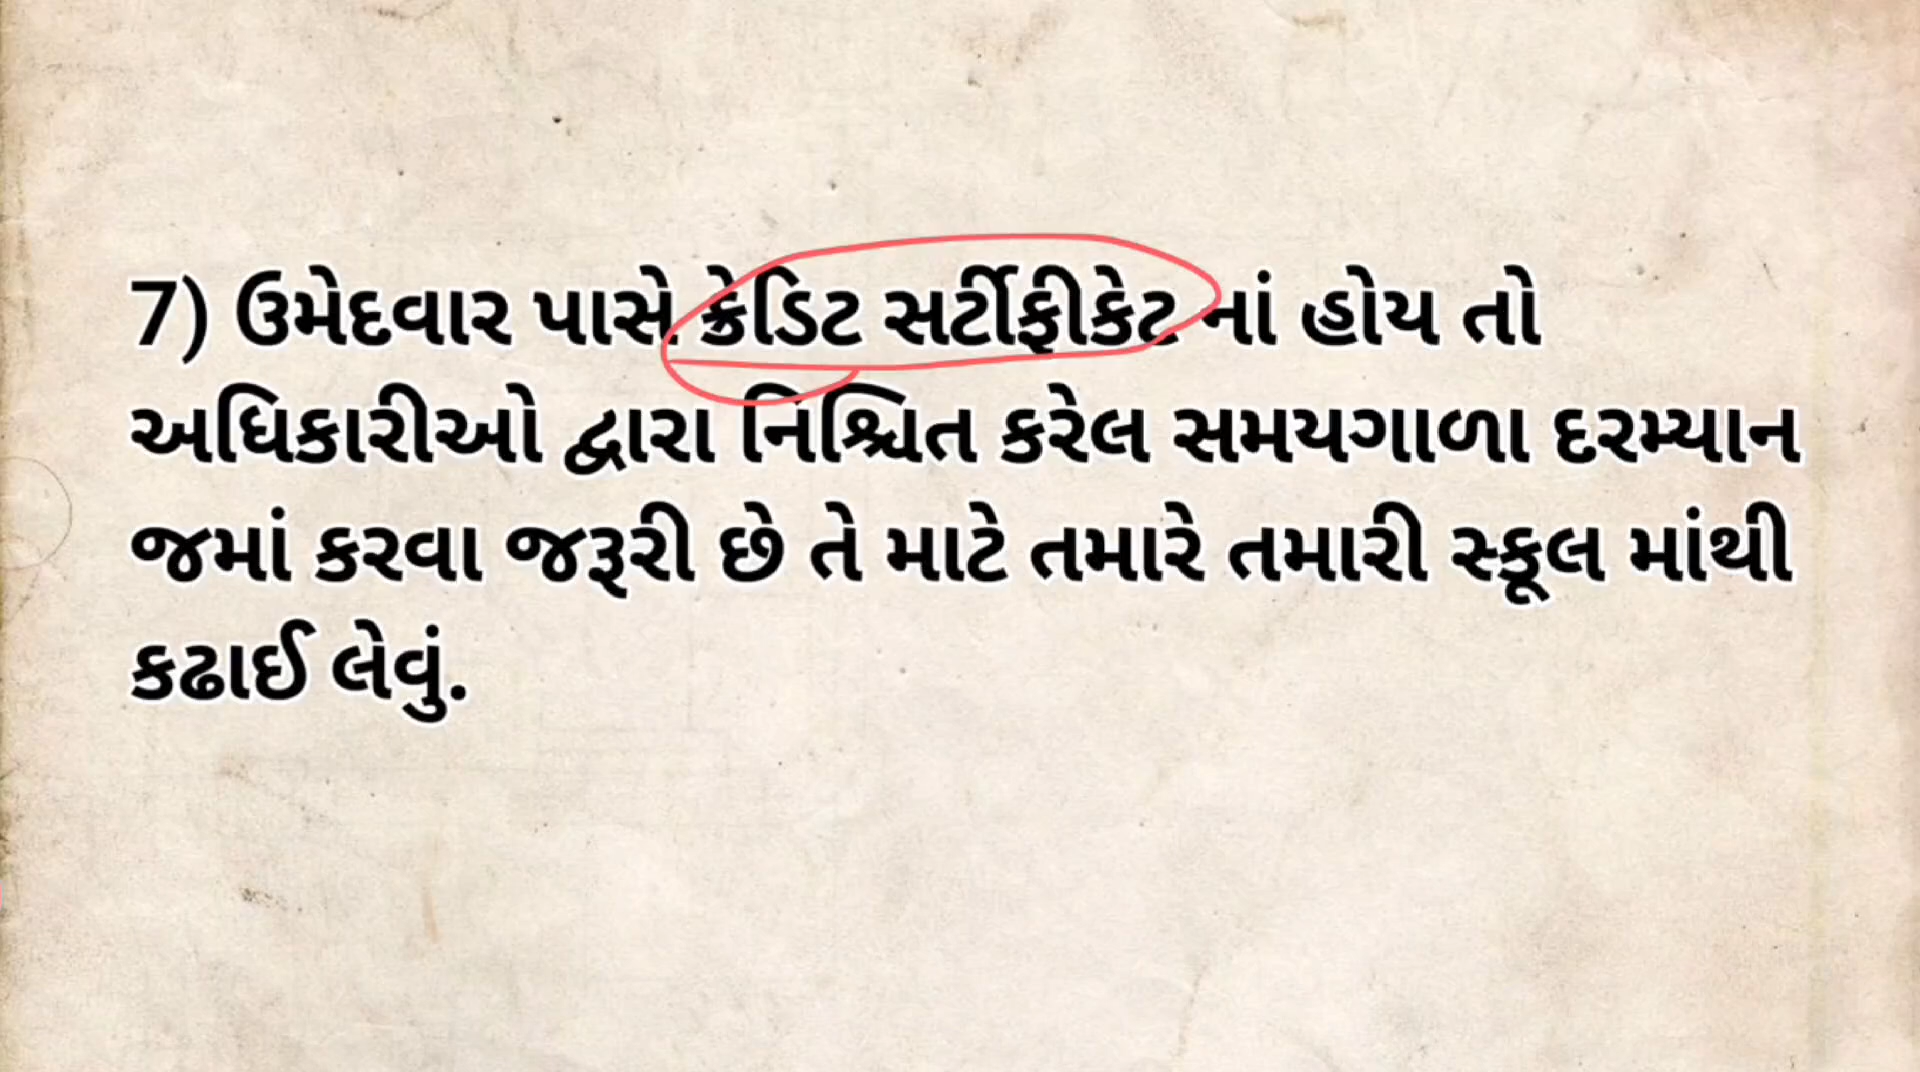 7) ઉમેદવાર પાસે ક્રેડિટ સર્ટીફીકેટ નાં હોય તો
અધિકારીઓ દ્વારા નિશ્ચિત કરેલ સમયગાળા દરમ્યાન
જમાં કરવા જરૂરી છે તે માટે તમારે તમારી સ્કૂલ માંથી
કઢાઈ લેવું.